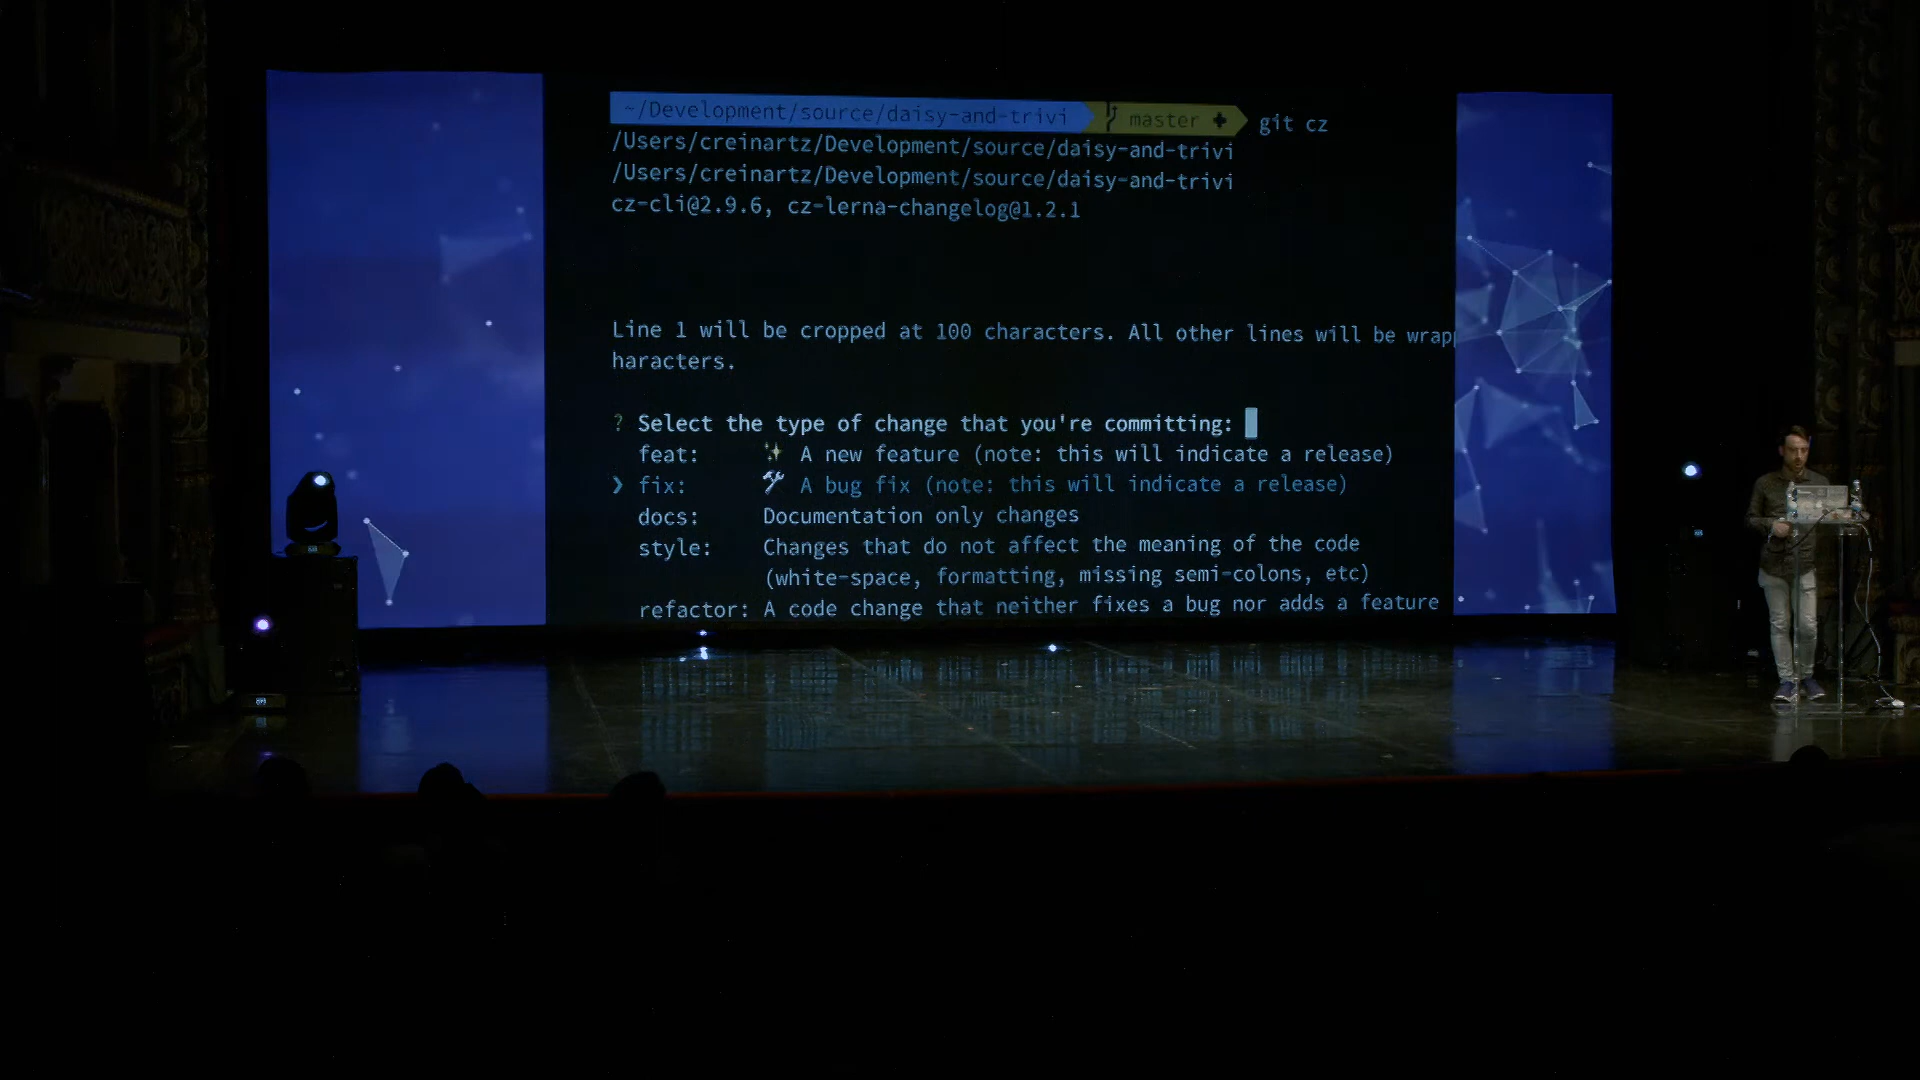 ~/Development/source/daisy-and-trivi master ✚ git cz
/Users/creinartz/Development/source/daisy-and-trivi
/Users/creinartz/Development/source/daisy-and-trivi
cz-cli@2.9.6, cz-lerna-changelog@1.2.1
Line 1 will be cropped at 100 characters. All other lines will be wrapp
haracters.
? Select the type of change that you're committing:
feat: ✨ A new feature (note: this will indicate a release)
❯ fix: 🛠 A bug fix (note: this will indicate a release)
docs: Documentation only changes
style: Changes that do not affect the meaning of the code
(white-space, formatting, missing semi-colons, etc)
refactor: A code change that neither fixes a bug nor adds a feature